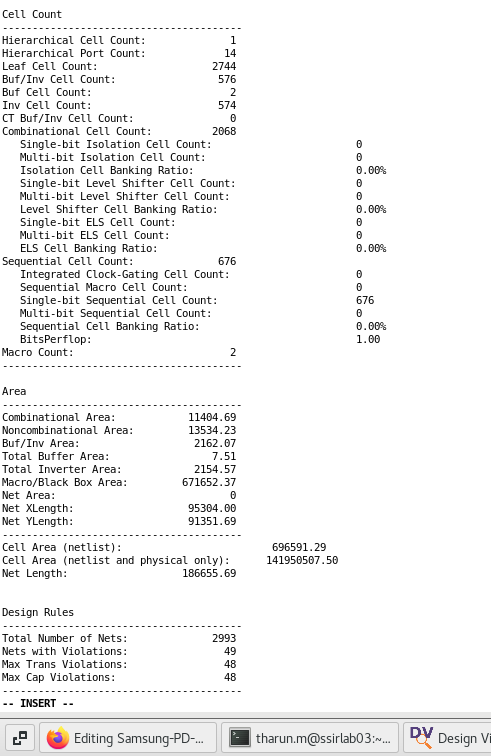 Cell Count
----------------------------------------
Hierarchical Cell Count: 1
Hierarchical Port Count: 14
Leaf Cell Count: 2744
Buf/Inv Cell Count: 576
Buf Cell Count: 2
Inv Cell Count: 574
CT Buf/Inv Cell Count: 0
Combinational Cell Count: 2068
Single-bit Isolation Cell Count: 0
Multi-bit Isolation Cell Count: 0
Isolation Cell Banking Ratio: 0.00%
Single-bit Level Shifter Cell Count: 0
Multi-bit Level Shifter Cell Count: 0
Level Shifter Cell Banking Ratio: 0.00%
Single-bit ELS Cell Count: 0
Multi-bit ELS Cell Count: 0
ELS Cell Banking Ratio: 0.00%
Sequential Cell Count: 676
Integrated Clock-Gating Cell Count: 0
Sequential Macro Cell Count: 0
Single-bit Sequential Cell Count: 676
Multi-bit Sequential Cell Count: 0
Sequential Cell Banking Ratio: 0.00%
BitsPerflop: 1.00
Macro Count: 2
----------------------------------------
Area
----------------------------------------
Combinational Area: 11404.69
Noncombinational Area: 13534.23
Buf/Inv Area: 2162.07
Total Buffer Area: 7.51
Total Inverter Area: 2154.57
Macro/Black Box Area: 671652.37
Net Area: 0
Net XLength: 95304.00
Net YLength: 91351.69
----------------------------------------
Cell Area (netlist): 696591.29
Cell Area (netlist and physical only): 141950507.50
Net Length: 186655.69
Design Rules
----------------------------------------
Total Number of Nets: 2993
Nets with Violations: 49
Max Trans Violations: 48
Max Cap Violations: 48
----------------------------------------
-- INSERT --
Editing Samsung-PD-... tharun.m@ssirlab03:~... DV Design Vi